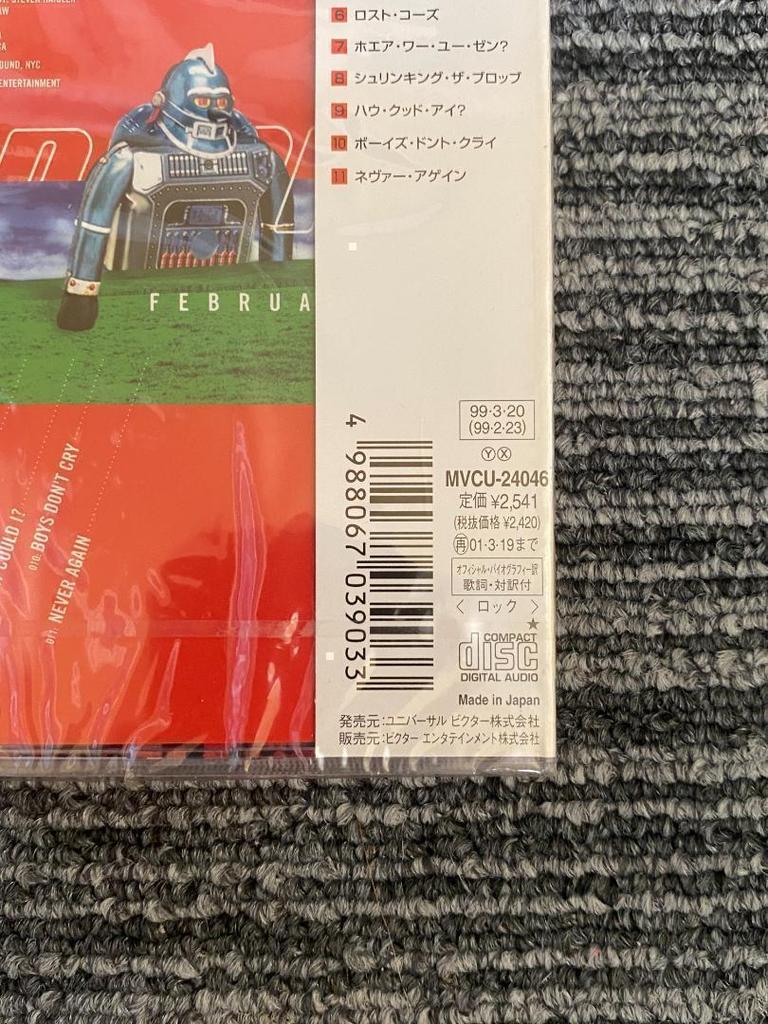 AW
CA
OUND, NYC
ENTERTAINMENT
FEBRUA
COULD I?
010: BOYS DON'T CRY
011: NEVER AGAIN
6 ロスト・コーズ
7 ホエア・ワー・ユー・ゼン?
8 シュリンキング・ザ・ブロップ
9 ハウ・クッド・アイ?
10 ボーイズ・ドント・クライ
11 ネヴァー・アゲイン
4 988067 039033
99・3・20
(99・2・23)
Ⓨ Ⓧ
MVCU-24046
定価 ¥2,541
(税抜価格 ¥2,420)
再 01・3・19まで
オフィシャル・バイオグラフィー訳
歌詞・対訳付
〈 ロック 〉
★
COMPACT
disc
DIGITAL AUDIO
Made in Japan
発売元:ユニバーサル ビクター株式会社
販売元:ビクター エンタテインメント株式会社